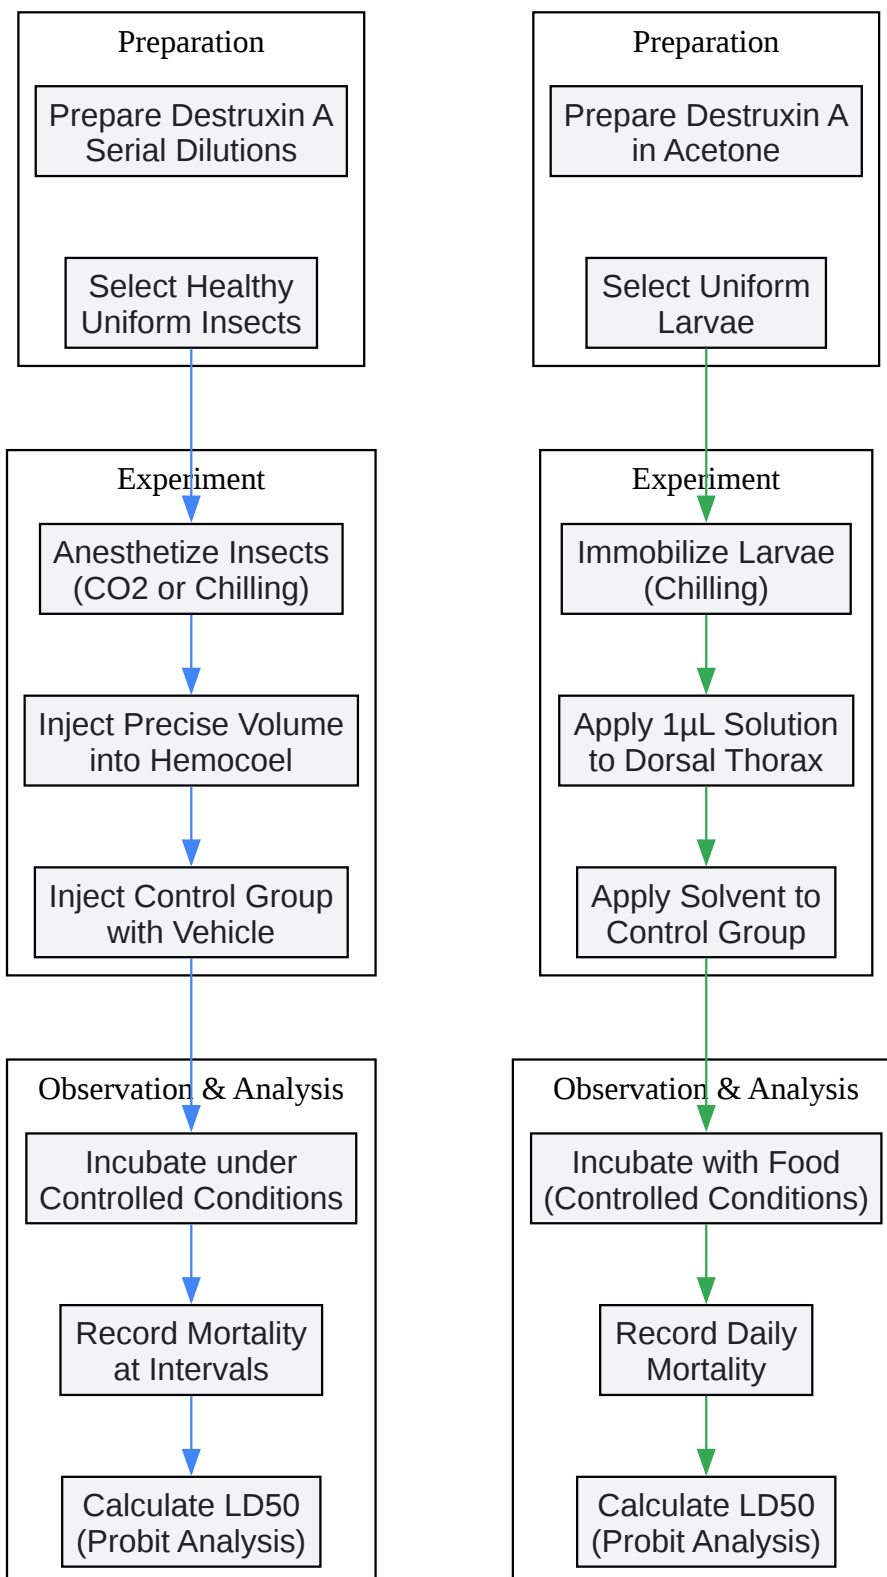 Preparation
Prepare Destruxin A
Serial Dilutions
Select Healthy
Uniform Insects
Experiment
Anesthetize Insects
(CO2 or Chilling)
Inject Precise Volume
into Hemocoel
Inject Control Group
with Vehicle
Observation & Analysis
Incubate under
Controlled Conditions
Record Mortality
at Intervals
Calculate LD50
(Probit Analysis)
Preparation
Prepare Destruxin A
in Acetone
Select Uniform
Larvae
Experiment
Immobilize Larvae
(Chilling)
Apply 1µL Solution
to Dorsal Thorax
Apply Solvent to
Control Group
Observation & Analysis
Incubate with Food
(Controlled Conditions)
Record Daily
Mortality
Calculate LD50
(Probit Analysis)